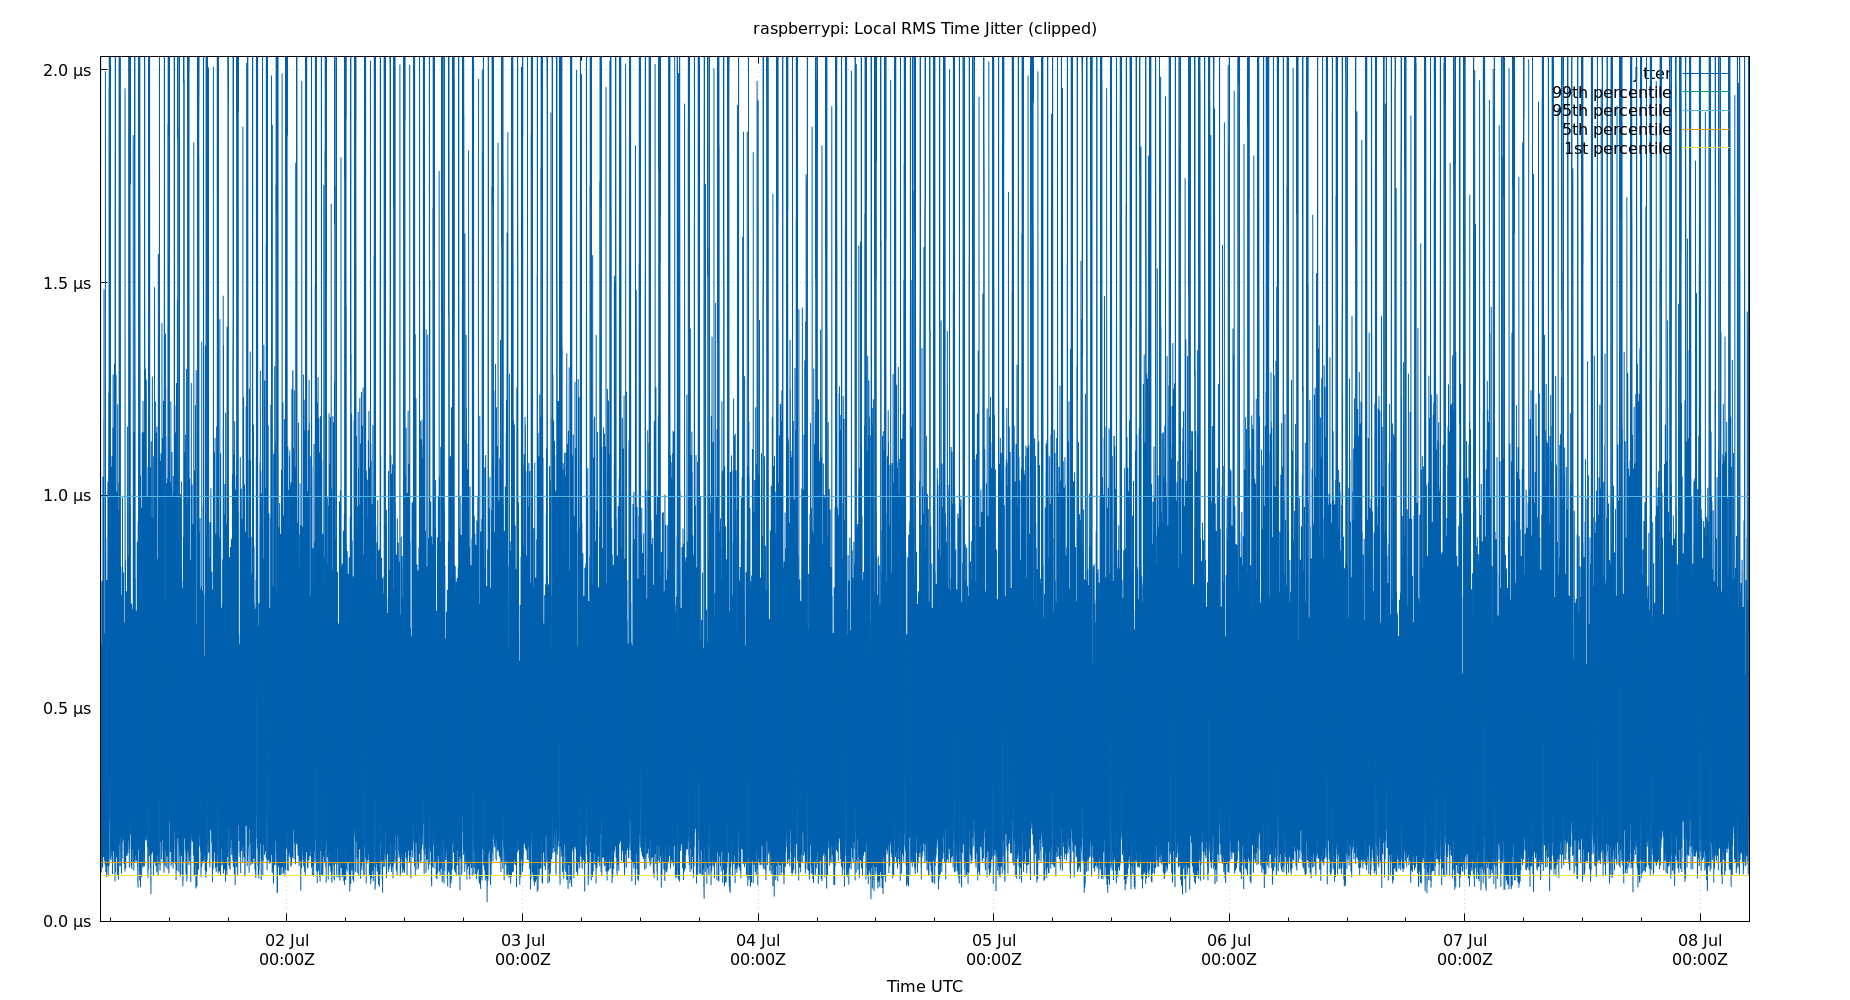 raspberrypi: Local RMS Time Jitter (clipped)
2.0 µs
jitter
99th percentile
95th percentile
5th percentile
1st percentile
1.5 µs
1.0 µs
0.5 µs
0.0 µs
02 Jul 03 Jul 04 Jul 05 Jul 06 Jul 07 Jul 08 Jul
00:00Z 00:00Z 00:00Z 00:00Z 00:00Z 00:00Z 00:00Z
Time UTC